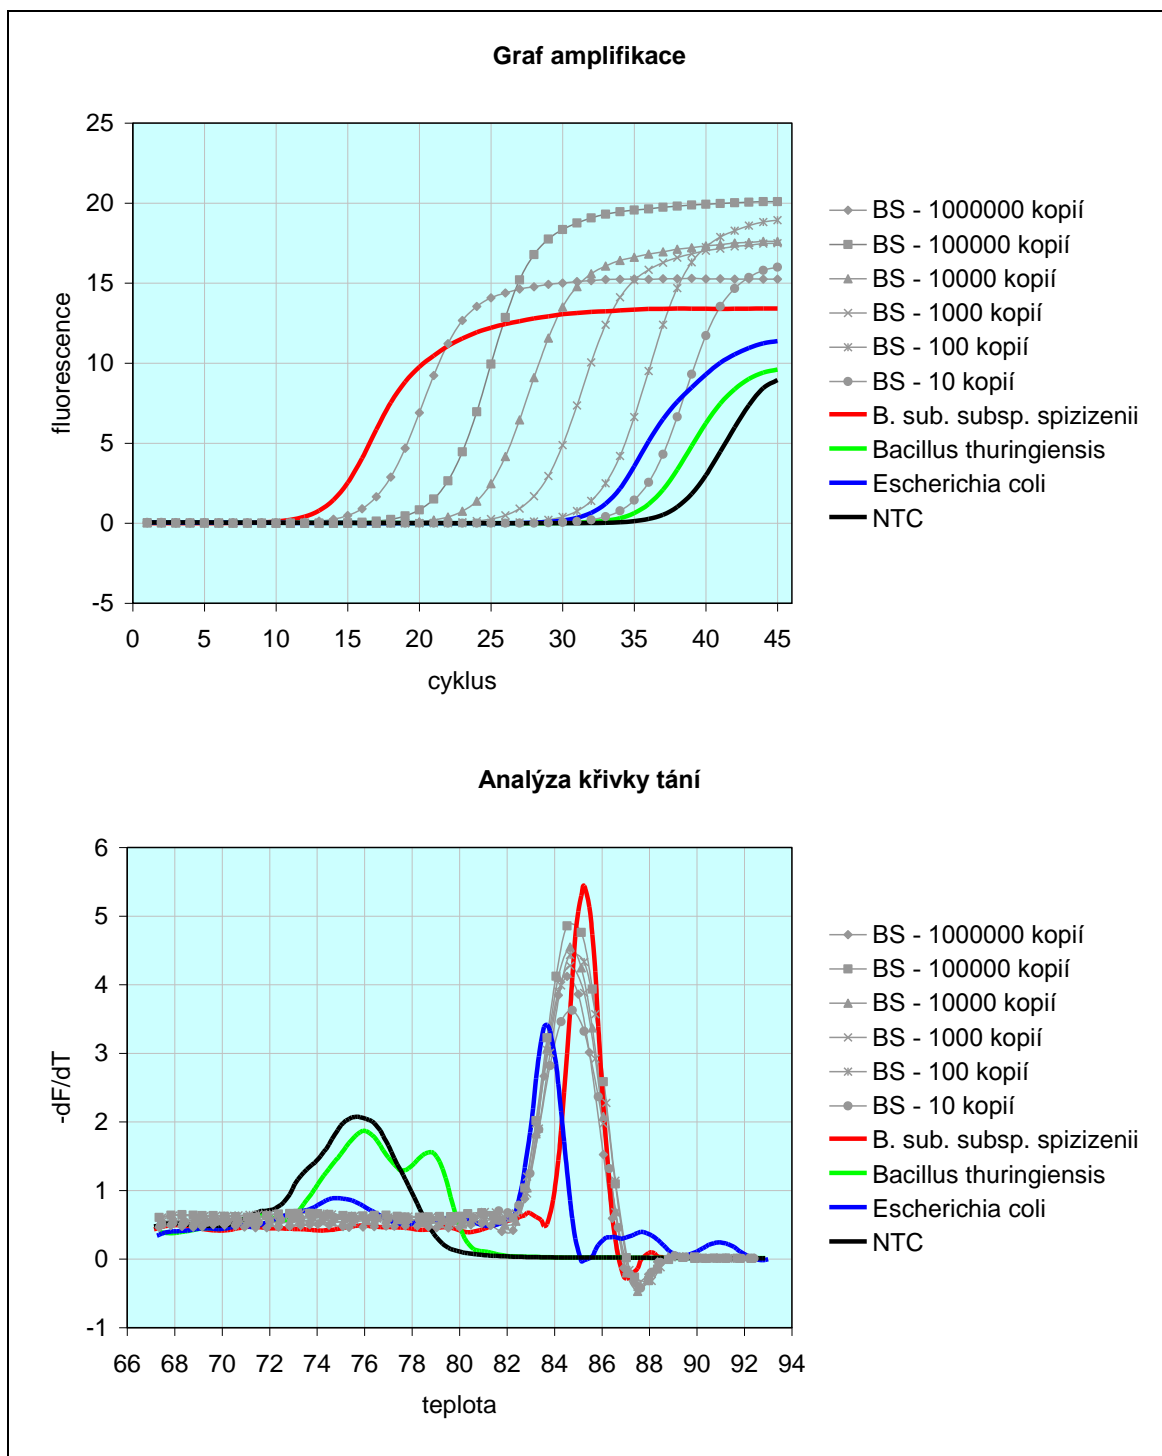 Graf amplifikace
25
20
15
10
5
0
-5
fluorescence
0 5 10 15 20 25 30 35 40 45
cyklus
BS - 1000000 kopií
BS - 100000 kopií
BS - 10000 kopií
BS - 1000 kopií
BS - 100 kopií
BS - 10 kopií
B. sub. subsp. spizizenii
Bacillus thuringiensis
Escherichia coli
NTC
Analýza křivky tání
6
5
4
3
2
1
0
-1
-dF/dT
66 68 70 72 74 76 78 80 82 84 86 88 90 92 94
teplota
BS - 1000000 kopií
BS - 100000 kopií
BS - 10000 kopií
BS - 1000 kopií
BS - 100 kopií
BS - 10 kopií
B. sub. subsp. spizizenii
Bacillus thuringiensis
Escherichia coli
NTC